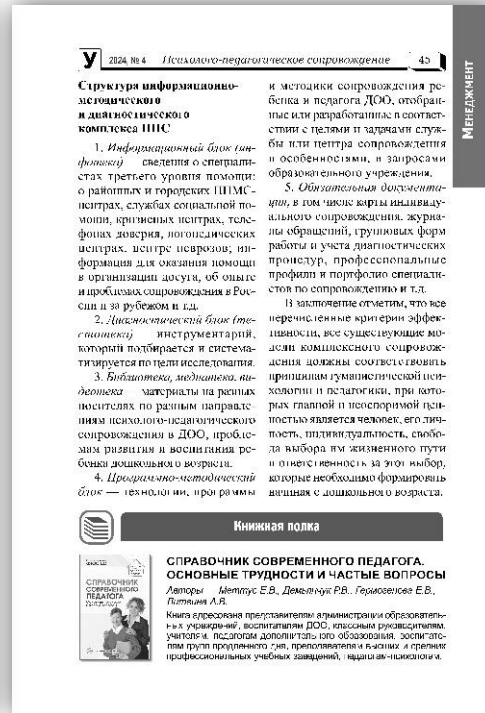 У 2024, № 4 Психолого-педагогическое сопровождение 45
МЕНЕДЖМЕНТ
Структура информационно-
методического
и диагностического
комплекса ППС
1. Информационный блок (ин-
фотека) — сведения о специали-
стах третьего уровня помощи:
о районных и городских ППМС-
центрах, службах социальной по-
мощи, кризисных центрах, теле-
фонах доверия, логопедических
центрах, центре неврозов; ин-
формация для оказания помощи
в организации досуга, об опыте
и проблемах сопровождения в Рос-
сии и за рубежом и т.д.
2. Диагностический блок (те-
стотека) — инструментарий,
который подбирается и система-
тизируется по цели исследования.
3. Библиотека, медиатека, ви-
деотека — материалы на разных
носителях по разным направле-
ниям психолого-педагогического
сопровождения в ДОО, пробле-
мам развития и воспитания ре-
бенка дошкольного возраста.
4. Программно-методический
блок — технологии, программы
и методики сопровождения ре-
бенка и педагога ДОО, отобран-
ные или разработанные в соответ-
ствии с целями и задачами служ-
бы или центра сопровождения
и особенностями, и запросами
образовательного учреждения.
5. Обязательная документа-
ция, в том числе карты индивиду-
ального сопровождения, журна-
лы обращений, групповых форм
работы и учета диагностических
процедур, профессиональные
профили и портфолио специали-
стов по сопровождению и т.д.
В заключение отметим, что все
перечисленные критерии эффек-
тивности, все существующие мо-
дели комплексного сопровож-
дения должны соответствовать
принципам гуманистической пси-
хологии и педагогики, при кото-
рых главной и неоспоримой цен-
ностью является человек, его лич-
ность, индивидуальность, свобо-
да выбора им жизненного пути
и ответственность за этот выбор,
которые необходимо формировать
начиная с дошкольного возраста.
Книжная полка
СПРАВОЧНИК
СОВРЕМЕННОГО
ПЕДАГОГА
СПРАВОЧНИК СОВРЕМЕННОГО ПЕДАГОГА.
ОСНОВНЫЕ ТРУДНОСТИ И ЧАСТЫЕ ВОПРОСЫ
Авторы — Меттус Е.В., Демьянчук Р.В., Гермогенова Е.В.,
Литвина А.В.
Книга адресована представителям администрации образователь-
ных учреждений, воспитателям ДОО, классным руководителям,
учителям, педагогам дополнительного образования, воспитате-
лям групп продленного дня, преподавателям высших и средних
профессиональных учебных заведений, педагогам-психологам.